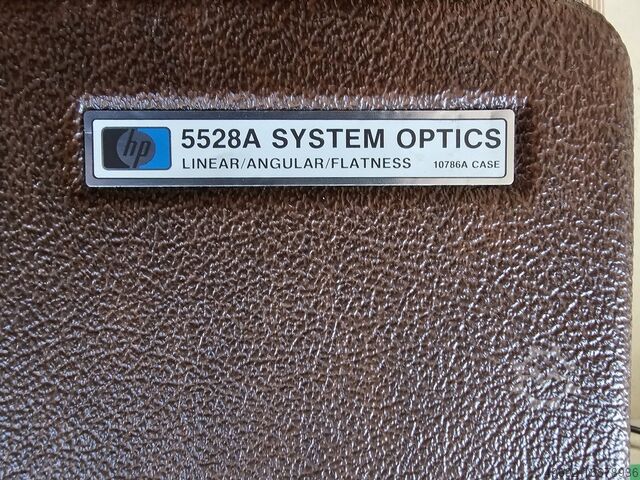 hp 5528A SYSTEM OPTICS
LINEAR/ANGULAR/FLATNESS 10786A CASE